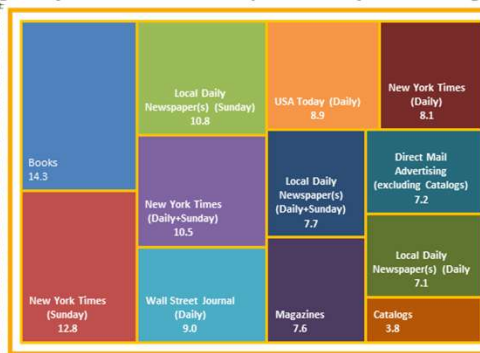 Books
14.3
New York Times
(Sunday)
12.8
Local Daily
Newspaper(s) (Sunday)
10.8
New York Times
(Daily+Sunday)
10.5
Wall Street Journal
(Daily)
9.0
USA Today (Daily)
8.9
New York Times
(Daily)
8.1
Local Daily
Newspaper(s)
(Daily+Sunday)
7.7
Magazines
7.6
Direct Mail
Advertising
(excluding Catalogs)
7.2
Local Daily
Newspaper(s) (Daily
7.1
Catalogs
3.8